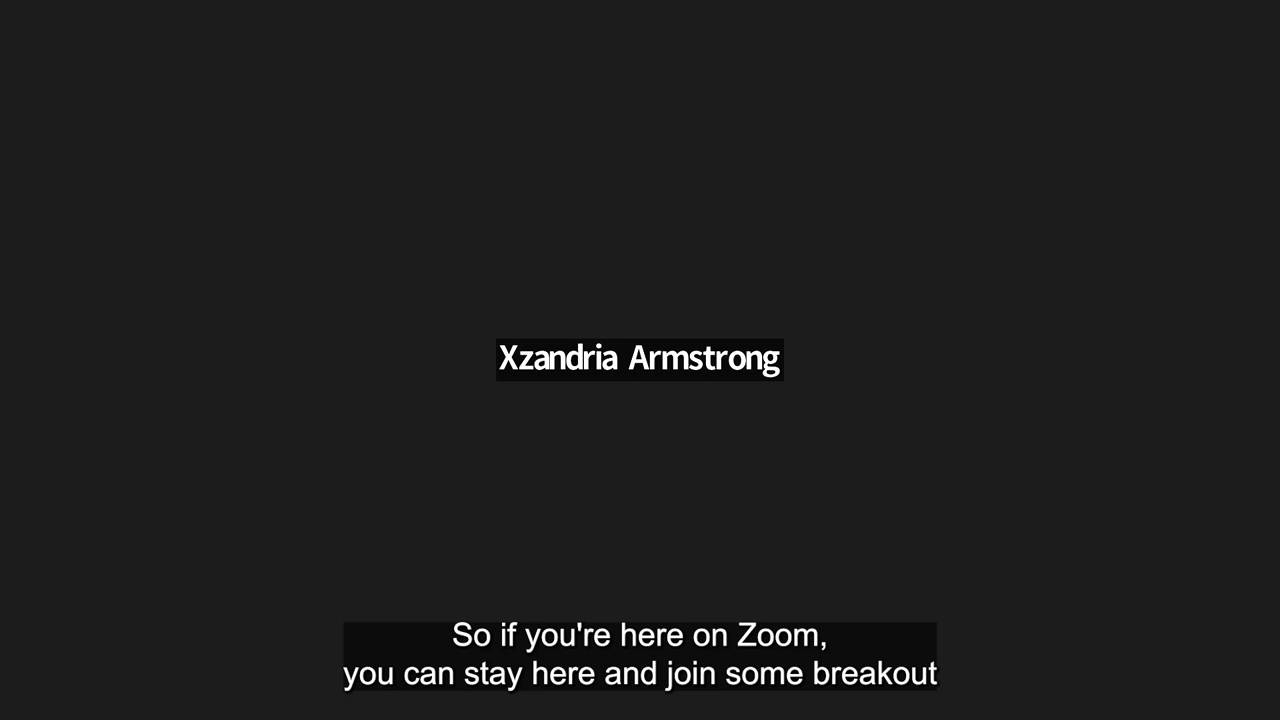 Xzandria Armstrong
So if you're here on Zoom,
you can stay here and join some breakout